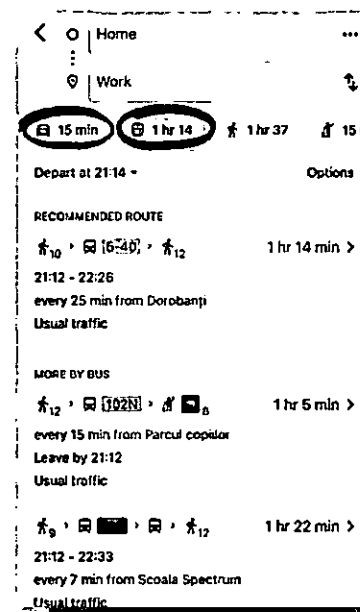 Home
Work
15 min 1 hr 14 1 hr 37 15
Depart at 21:14 Options
RECOMMENDED ROUTE
10 12 1 hr 14 min
21:12 - 22:26
every 25 min from Dorobanți
Usual traffic
MORE BY BUS
12 102N 8 1 hr 5 min
every 15 min from Parcul copiilor
Leave by 21:12
Usual traffic
9 12 1 hr 22 min
21:12 - 22:33
every 7 min from Scoala Spectrum
Usual traffic